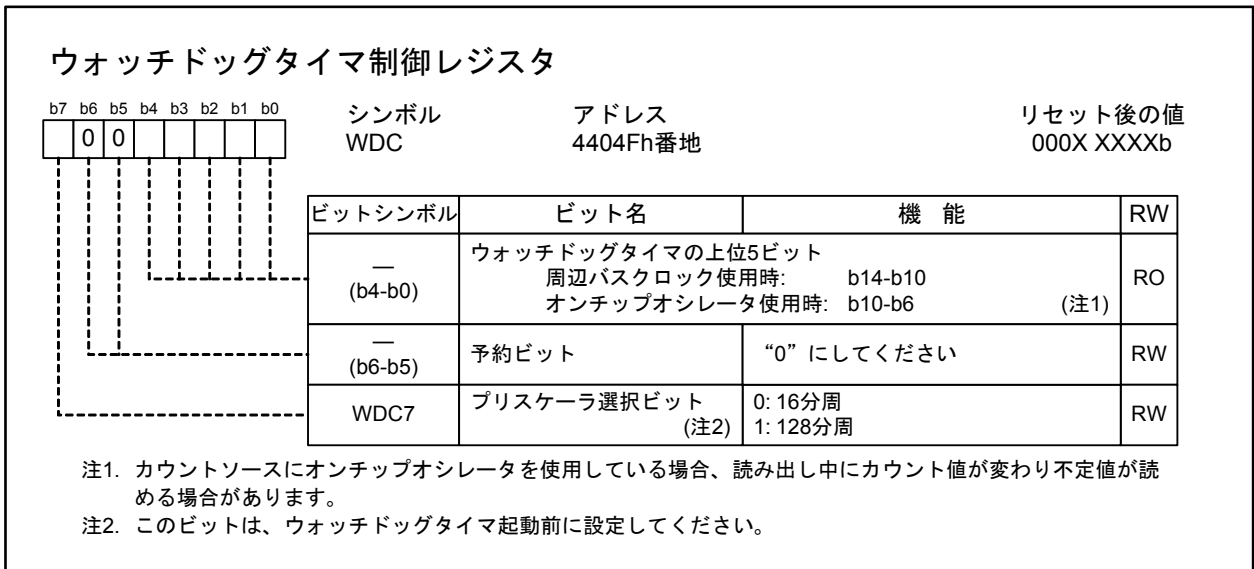 ウォッチドッグタイマ制御レジスタ
b7 b6 b5 b4 b3 b2 b1 b0
0 0
シンボル アドレス リセット後の値
WDC 4404Fh番地 000X XXXXb
ビットシンボル ビット名 機 能 RW
—
(b4-b0)
ウォッチドッグタイマの上位5ビット
周辺バスクロック使用時: b14-b10
オンチップオシレータ使用時: b10-b6 (注1)
RO
—
(b6-b5)
予約ビット “0”にしてください RW
WDC7
プリスケーラ選択ビット
(注2)
0: 16分周
1: 128分周
RW
注1. カウントソースにオンチップオシレータを使用している場合、読み出し中にカウント値が変わり不定値が読
める場合があります。
注2. このビットは、ウォッチドッグタイマ起動前に設定してください。